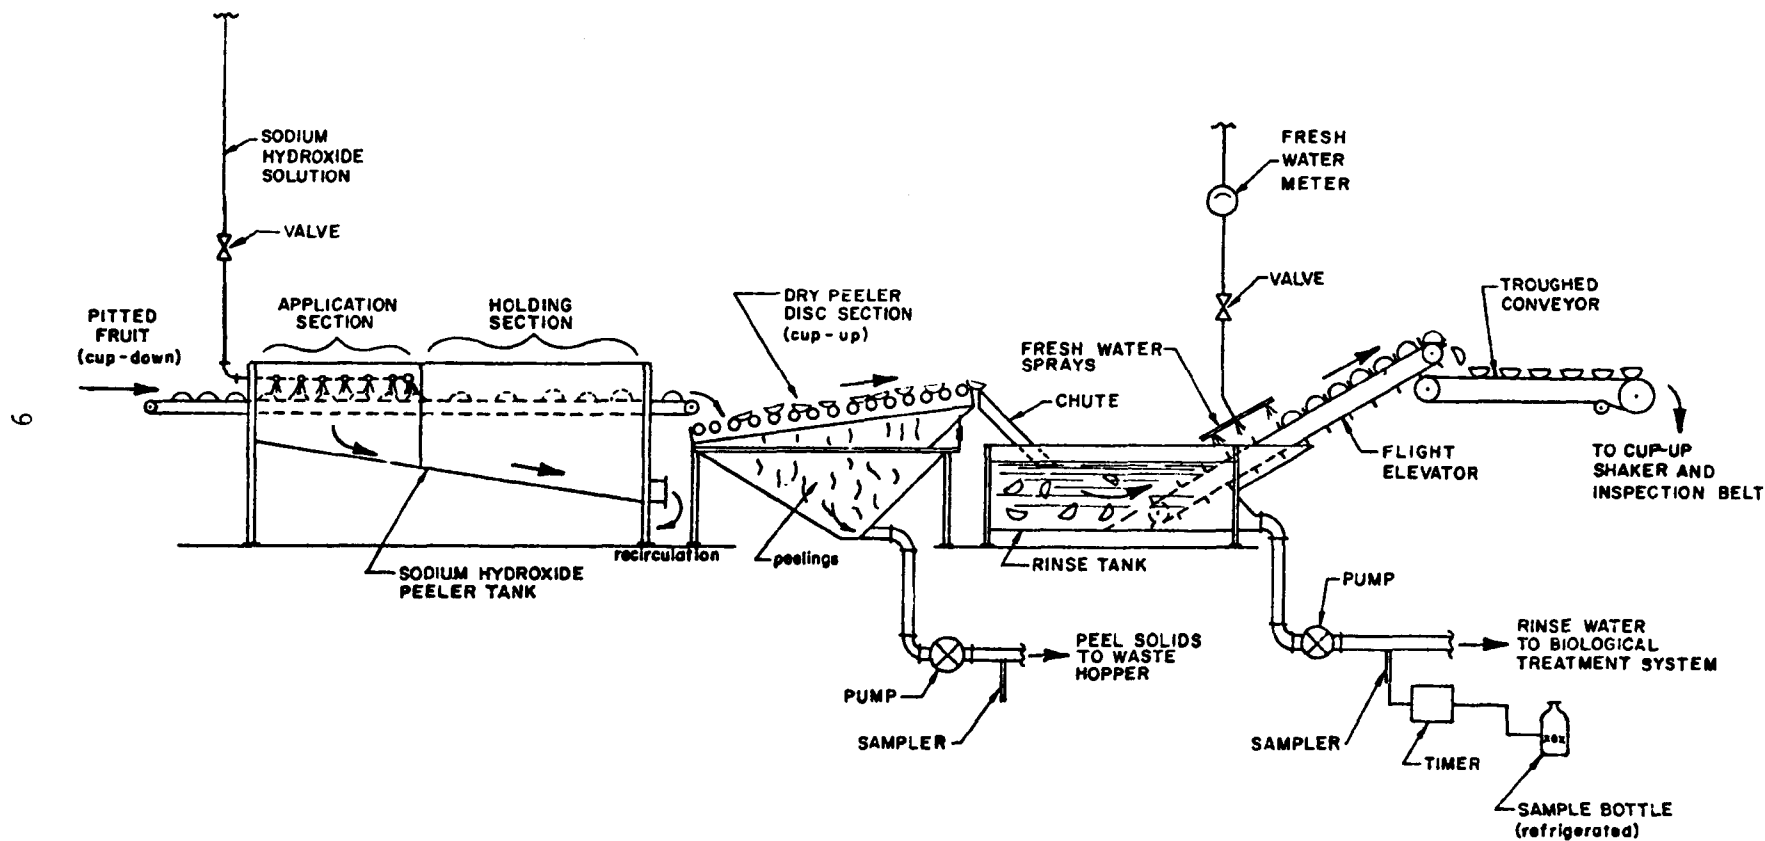 SODIUM
HYDROXIDE
SOLUTION
VALVE
PITTED
FRUIT
(cup-down)
APPLICATION
SECTION
HOLDING
SECTION
DRY PEELER
DISC SECTION
(cup-up)
FRESH
WATER
METER
VALVE
FRESH WATER
SPRAYS
CHUTE
TROUGHED
CONVEYOR
FLIGHT
ELEVATOR
TO CUP-UP
SHAKER AND
INSPECTION BELT
recirculation
peelings
SODIUM HYDROXIDE
PEELER TANK
RINSE TANK
PUMP
PEEL SOLIDS
TO WASTE
HOPPER
PUMP
SAMPLER
RINSE WATER
TO BIOLOGICAL
TREATMENT SYSTEM
SAMPLER
TIMER
SAMPLE BOTTLE
(refrigerated)